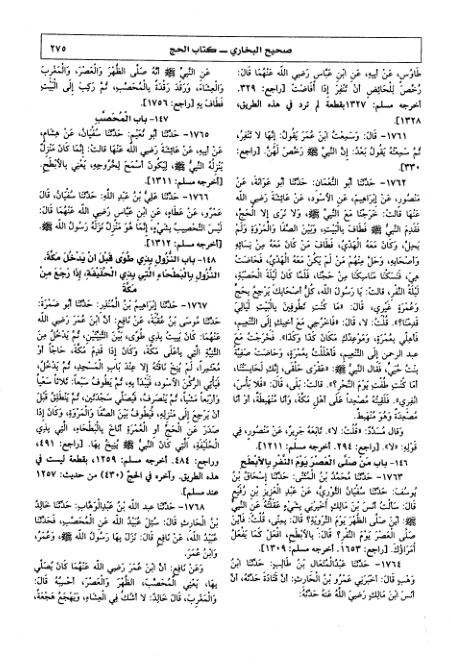 صحيح البخاري ــ كتاب الحج
٢٧٥
طَاوُسٍ، عَنْ أَبِيهِ، عَنِ ابْنِ عَبَّاسٍ رَضِيَ اللهُ عَنْهُمَا قَالَ:
رُخِّصَ لِلْحَائِضِ أَنْ تَنْفِرَ إِذَا أَفَاضَتْ [راجع: ٣٢٩.
أخرجه مسلم: ١٣٢٧بقطعة لم ترد في هذه الطريق،
١٣٢٨]
١٧٦١- قَالَ: وَسَمِعْتُ ابْنَ عُمَرَ يَقُولُ: إِنَّهَا لَا تَنْفِرُ،
ثُمَّ سَمِعْتُهُ يَقُولُ بَعْدُ: إِنَّ النَّبِيَّ ﷺ رَخَّصَ لَهُنَّ. [راجع:
٣٣٠]
١٧٦٢- حَدَّثَنَا أَبُو النُّعْمَانِ: حَدَّثَنَا أَبُو عَوَانَةَ، عَنْ
مَنْصُورٍ، عَنْ إِبْرَاهِيمَ، عَنِ الأَسْوَدِ، عَنْ عَائِشَةَ رَضِيَ اللهُ
عَنْهَا قَالَتْ: خَرَجْنَا مَعَ النَّبِيِّ ﷺ، وَلَا نَرَى إِلَّا الْحَجَّ،
فَقَدِمَ النَّبِيُّ ﷺ فَطَافَ بِالْبَيْتِ، وَبَيْنَ الصَّفَا وَالْمَرْوَةِ وَلَمْ
يَحِلَّ، وَكَانَ مَعَهُ الْهَدْيُ، فَطَافَ مَنْ كَانَ مَعَهُ مِنْ نِسَائِهِ
وَأَصْحَابِهِ، وَحَلَّ مِنْهُمْ مَنْ لَمْ يَكُنْ مَعَهُ الْهَدْيُ، فَحَاضَتْ
هِيَ، فَنَسَكْنَا مَنَاسِكَنَا مِنْ حَجِّنَا، فَلَمَّا كَانَ لَيْلَةُ الْحَصْبَةِ،
لَيْلَةُ النَّفْرِ، قَالَتْ: يَا رَسُولَ اللهِ، كُلُّ أَصْحَابِكَ يَرْجِعُ بِحَجٍّ
وَعُمْرَةٍ غَيْرِي، قَالَ: «مَا كُنْتِ تَطُوفِينَ بِالْبَيْتِ لَيَالِيَ
قَدِمْنَا؟». قُلْتُ: لَا، قَالَ: «فَاخْرُجِي مَعَ أَخِيكِ إِلَى التَّنْعِيمِ،
فَأَهِلِّي بِعُمْرَةٍ، وَمَوْعِدُكِ مَكَانَ كَذَا وَكَذَا». فَخَرَجْتُ مَعَ
عَبْدِ الرحمنِ إِلَى التَّنْعِيمِ، فَأَهْلَلْتُ بِعُمْرَةٍ، وَحَاضَتْ صَفِيَّةُ
بِنْتُ حُيَيٍّ، فَقَالَ النَّبِيُّ ﷺ: «عَقْرَى حَلْقَى، إِنَّكِ لَحَابِسَتُنَا،
أَمَا كُنْتِ طُفْتِ يَوْمَ النَّحْرِ؟» قَالَتْ: بَلَى، قَالَ: «فَلَا بَأْسَ،
انْفِرِي». فَلَقِيتُهُ مُصْعِدًا عَلَى أَهْلِ مَكَّةَ، وَأَنَا مُنْهَبِطَةٌ، أَوْ أَنَا
مُصْعِدَةٌ وَهُوَ مُنْهَبِطٌ.
وَقَالَ مُسَدَّدٌ: قُلْتُ: لَا. تَابَعَهُ جَرِيرٌ، عَنْ مَنْصُورٍ، فِي
قَوْلِهِ: «لَا». [راجع: ٢٩٤. أخرجه مسلم: ١٢١١]
١٤٦- باب مَنْ صَلَّى الْعَصْرَ يَوْمَ النَّفْرِ بِالأَبْطَحِ
١٧٦٣- حَدَّثَنَا مُحَمَّدُ بْنُ الْمُثَنَّى: حَدَّثَنَا إِسْحَاقُ بْنُ
يُوسُفَ: حَدَّثَنَا سُفْيَانُ الثَّوْرِيُّ، عَنْ عَبْدِ الْعَزِيزِ بْنِ رُفَيْعٍ
قَالَ: سَأَلْتُ أَنَسَ بْنَ مَالِكٍ أَخْبِرْنِي بِشَيْءٍ عَقَلْتَهُ عَنِ النَّبِيِّ
ﷺ: أَيْنَ صَلَّى الظُّهْرَ يَوْمَ التَّرْوِيَةِ؟ قَالَ: بِمِنًى، قُلْتُ: فَأَيْنَ
صَلَّى الْعَصْرَ يَوْمَ النَّفْرِ؟ قَالَ: بِالأَبْطَحِ، افْعَلْ كَمَا يَفْعَلُ
أُمَرَاؤُكَ. [راجع: ١٦٥٣. أخرجه مسلم: ١٣٠٩]
١٧٦٤- حَدَّثَنَا عَبْدُ الْمُتَعَالِ بْنُ طَالِبٍ: حَدَّثَنَا ابْنُ
وَهْبٍ قَالَ: أَخْبَرَنِي عَمْرُو بْنُ الْحَارِثِ: أَنَّ قَتَادَةَ حَدَّثَهُ، أَنَّ
أَنَسَ بْنَ مَالِكٍ رَضِيَ اللهُ عَنْهُ حَدَّثَهُ:
عَنِ النَّبِيِّ ﷺ أَنَّهُ صَلَّى الظُّهْرَ وَالْعَصْرَ، وَالْمَغْرِبَ
وَالْعِشَاءَ، وَرَقَدَ رَقْدَةً بِالْمُحَصَّبِ، ثُمَّ رَكِبَ إِلَى الْبَيْتِ
فَطَافَ بِهِ [راجع: ١٧٥٦].
١٤٧- باب الْمُحَصَّبِ
١٧٦٥- حَدَّثَنَا أَبُو نُعَيْمٍ: حَدَّثَنَا سُفْيَانُ، عَنْ هِشَامٍ،
عَنْ أَبِيهِ، عَنْ عَائِشَةَ رَضِيَ اللهُ عَنْهَا قَالَتْ: إِنَّمَا كَانَ مَنْزِلٌ
يَنْزِلُهُ النَّبِيُّ ﷺ، لِيَكُونَ أَسْمَحَ لِخُرُوجِهِ، يَعْنِي بِالأَبْطَحِ.
[أخرجه مسلم: ١٣١١]
١٧٦٦- حَدَّثَنَا عَلِيُّ بْنُ عَبْدِ اللهِ: حَدَّثَنَا سُفْيَانُ، قَالَ
عَمْرٌو، عَنْ عَطَاءٍ، عَنِ ابْنِ عَبَّاسٍ رَضِيَ اللهُ عَنْهُمَا قَالَ:
لَيْسَ التَّحْصِيبُ بِشَيْءٍ، إِنَّمَا هُوَ مَنْزِلٌ نَزَلَهُ رَسُولُ اللهِ ﷺ.
[أخرجه مسلم: ١٣١٢]
١٤٨- باب النُّزُولِ بِذِي طُوًى قَبْلَ أَنْ يَدْخُلَ مَكَّةَ،
النُّزُولِ بِالْبَطْحَاءِ الَّتِي بِذِي الْحُلَيْفَةِ، إِذَا رَجَعَ مِنْ
مَكَّةَ
١٧٦٧- حَدَّثَنَا إِبْرَاهِيمُ بْنُ الْمُنْذِرِ: حَدَّثَنَا أَبُو ضَمْرَةَ:
حَدَّثَنَا مُوسَى بْنُ عُقْبَةَ، عَنْ نَافِعٍ: أَنَّ ابْنَ عُمَرَ رَضِيَ اللهُ
عَنْهُمَا: كَانَ يَبِيتُ بِذِي طُوًى، بَيْنَ الثَّنِيَّتَيْنِ، ثُمَّ يَدْخُلُ مِنَ
الثَّنِيَّةِ الَّتِي بِأَعْلَى مَكَّةَ، وَكَانَ إِذَا قَدِمَ مَكَّةَ، حَاجًّا أَوْ
مُعْتَمِرًا، لَمْ يُنِخْ نَاقَتَهُ إِلَّا عِنْدَ بَابِ الْمَسْجِدِ، ثُمَّ يَدْخُلُ
فَيَأْتِي الرُّكْنَ الأَسْوَدَ، فَيَبْدَأُ بِهِ، ثُمَّ يَطُوفُ سَبْعًا: ثَلَاثًا سَعْيًا
وَأَرْبَعًا مَشْيًا، ثُمَّ يَنْصَرِفُ، فَيُصَلِّي سَجْدَتَيْنِ، ثُمَّ يَنْطَلِقُ قَبْلَ
أَنْ يَرْجِعَ إِلَى مَنْزِلِهِ، فَيَطُوفُ بَيْنَ الصَّفَا وَالْمَرْوَةِ، وَكَانَ إِذَا
صَدَرَ عَنِ الْحَجِّ أَوِ الْعُمْرَةِ أَنَاخَ بِالْبَطْحَاءِ، الَّتِي بِذِي
الْحُلَيْفَةِ، الَّتِي كَانَ النَّبِيُّ ﷺ يُنِيخُ بِهَا. [راجع: ٤٩١،
وراجع: ٤٨٤. أخرجه مسلم: ١٢٥٩، بقطعة ليست في
هذه الطريق. وآخره في الحج (٤٣٠) من حديث: ١٢٥٧
عند مسلم]
١٧٦٨- حَدَّثَنَا عبد الله بْنُ عَبْدِالْوَهَّابِ: حَدَّثَنَا خَالِدُ
بْنُ الْحَارِثِ قَالَ: سُئِلَ عُبَيْدُ اللهِ عَنِ الْمُحَصَّبِ، فَحَدَّثَنَا
عُبَيْدُ اللهِ، عَنْ نَافِعٍ قَالَ: نَزَلَ بِهَا رَسُولُ اللهِ ﷺ، وَعُمَرُ،
وَابْنُ عُمَرَ.
وَعَنْ نَافِعٍ: أَنَّ ابْنَ عُمَرَ رَضِيَ اللهُ عَنْهُمَا كَانَ يُصَلِّي
بِهَا، يَعْنِي الْمُحَصَّبَ، الظُّهْرَ وَالْعَصْرَ، أَحْسِبُهُ قَالَ:
وَالْمَغْرِبَ، قَالَ خَالِدٌ: لَا أَشُكُّ فِي الْعِشَاءِ، وَيَهْجَعُ هَجْعَةً،